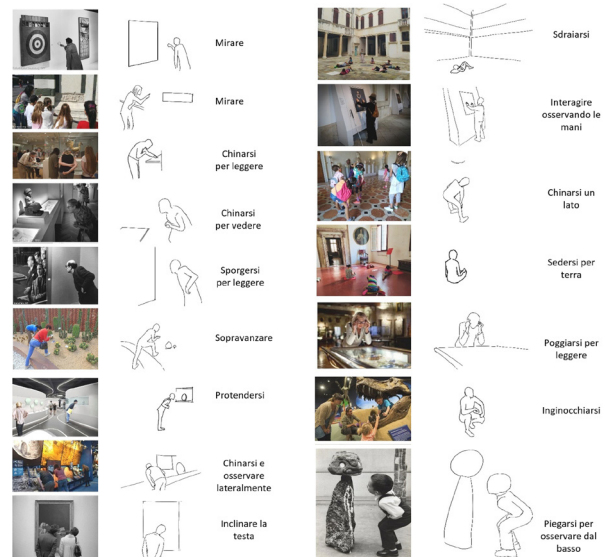 Mirare
Mirare
Chinarsi
per leggere
Chinarsi
per vedere
Sporgersi
per leggere
Sopravanzare
Protendersi
Chinarsi e
osservare
lateralmente
Inclinare la
testa
Sdraiarsi
Interagire
osservando le
mani
Chinarsi un
lato
Sedersi per
terra
Poggiarsi per
leggere
Inginocchiarsi
Piegarsi per
osservare dal
basso